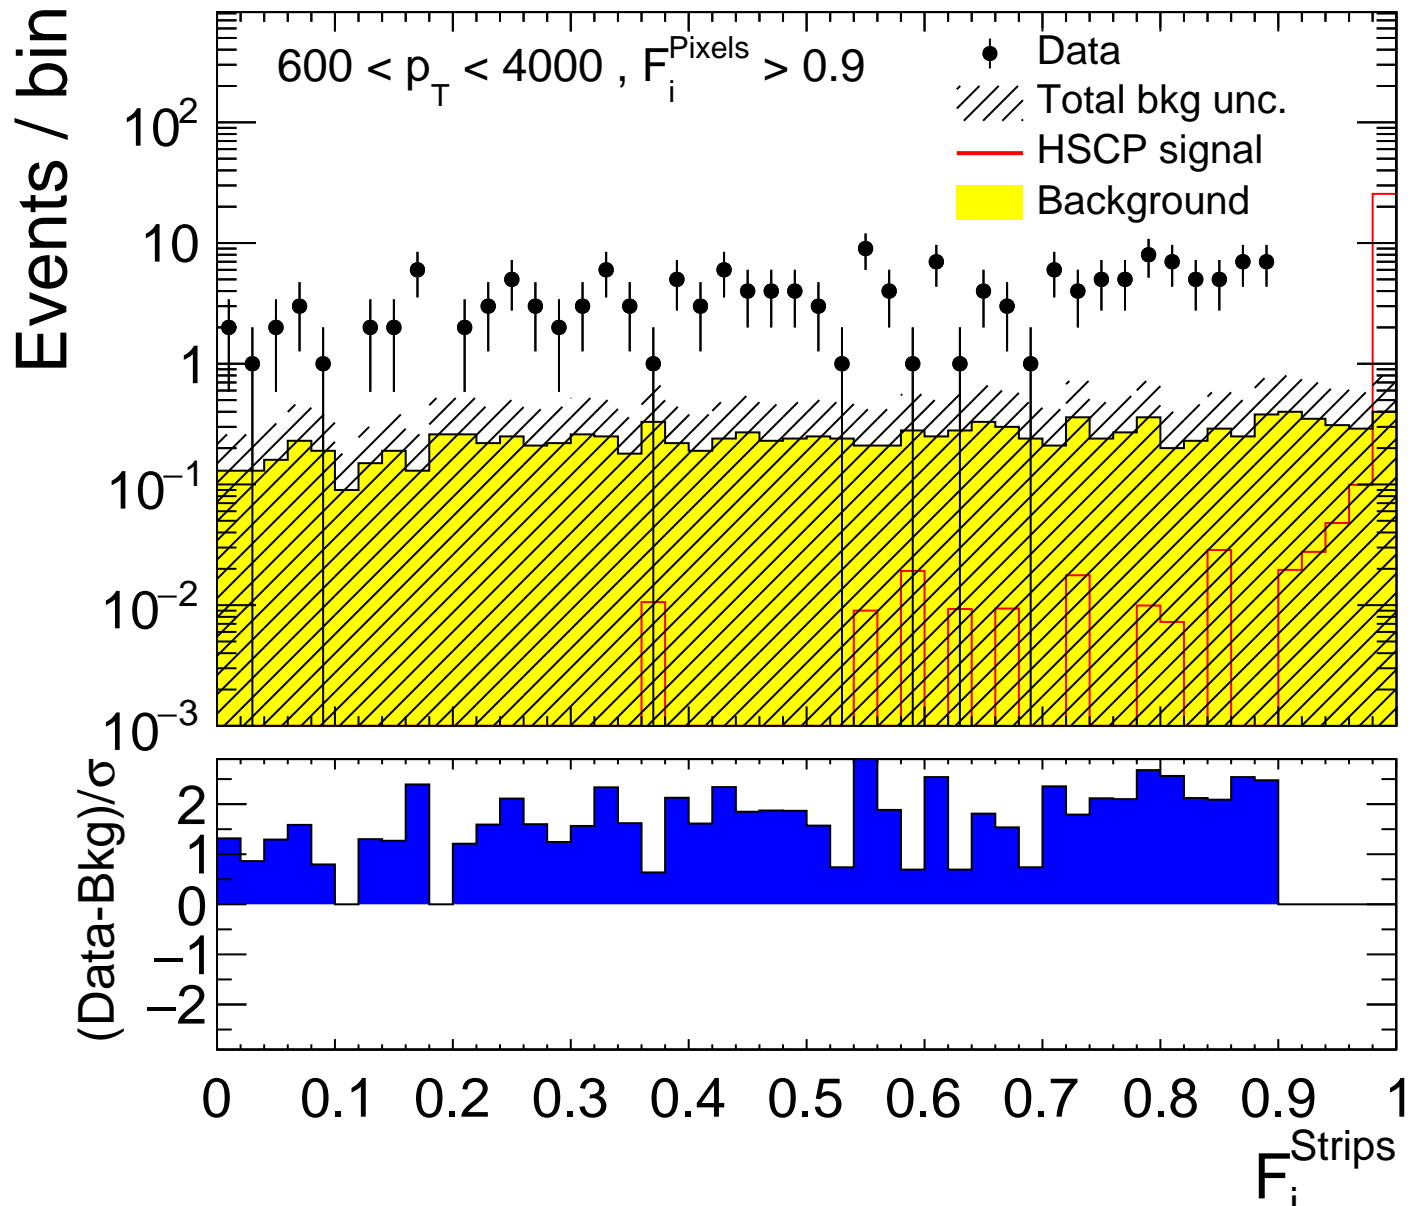 Events / bin
600 < p_T < 4000 , F_i^Pixels > 0.9
Data
Total bkg unc.
HSCP signal
Background
10²
10
1
10⁻¹
10⁻²
10⁻³
(Data-Bkg)/σ
2
1
0
−1
−2
0 0.1 0.2 0.3 0.4 0.5 0.6 0.7 0.8 0.9 1
F_i^Strips